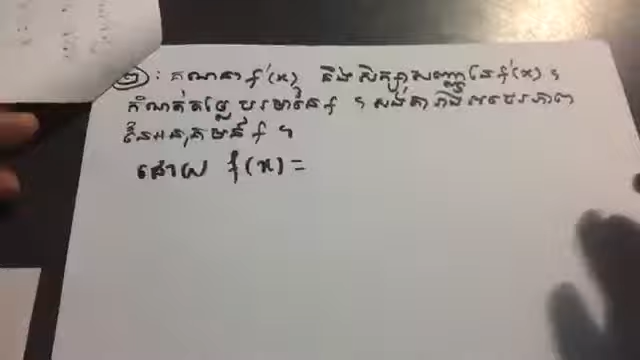 ២ : គណនា f'(x) និងសិក្សាសញ្ញានៃ f'(x) ។
កំណត់តម្លៃបរមានៃ f ។ សង់តារាងអថេរភាព
នៃអនុគមន៍ f ។
ដោយ f(x) =